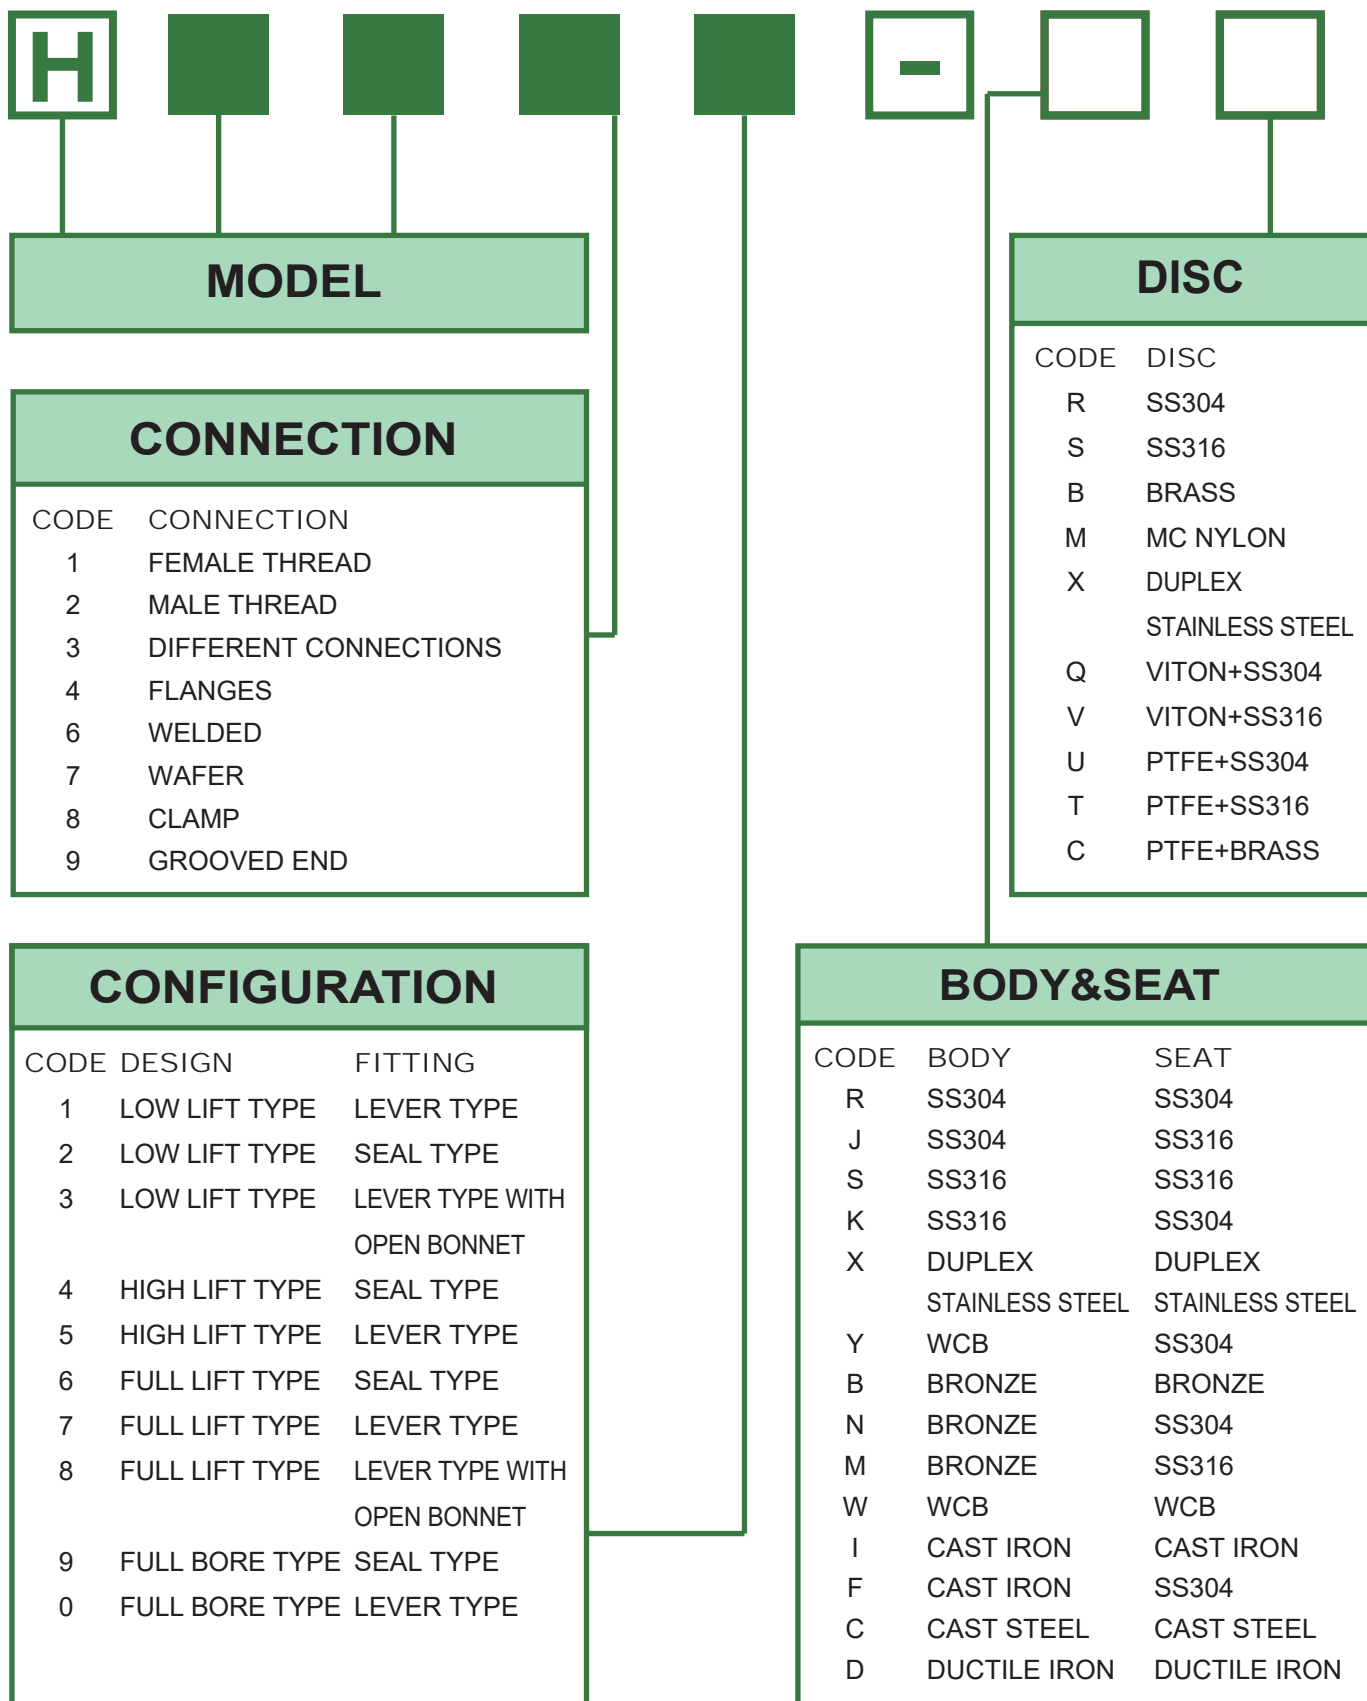 H -
MODEL
CONNECTION
CODE CONNECTION
1 FEMALE THREAD
2 MALE THREAD
3 DIFFERENT CONNECTIONS
4 FLANGES
6 WELDED
7 WAFER
8 CLAMP
9 GROOVED END
DISC
CODE DISC
R SS304
S SS316
B BRASS
M MC NYLON
X DUPLEX
STAINLESS STEEL
Q VITON+SS304
V VITON+SS316
U PTFE+SS304
T PTFE+SS316
C PTFE+BRASS
CONFIGURATION
CODE DESIGN FITTING
1 LOW LIFT TYPE LEVER TYPE
2 LOW LIFT TYPE SEAL TYPE
3 LOW LIFT TYPE LEVER TYPE WITH
OPEN BONNET
4 HIGH LIFT TYPE SEAL TYPE
5 HIGH LIFT TYPE LEVER TYPE
6 FULL LIFT TYPE SEAL TYPE
7 FULL LIFT TYPE LEVER TYPE
8 FULL LIFT TYPE LEVER TYPE WITH
OPEN BONNET
9 FULL BORE TYPE SEAL TYPE
0 FULL BORE TYPE LEVER TYPE
BODY&SEAT
CODE BODY SEAT
R SS304 SS304
J SS304 SS316
S SS316 SS316
K SS316 SS304
X DUPLEX DUPLEX
STAINLESS STEEL STAINLESS STEEL
Y WCB SS304
B BRONZE BRONZE
N BRONZE SS304
M BRONZE SS316
W WCB WCB
I CAST IRON CAST IRON
F CAST IRON SS304
C CAST STEEL CAST STEEL
D DUCTILE IRON DUCTILE IRON